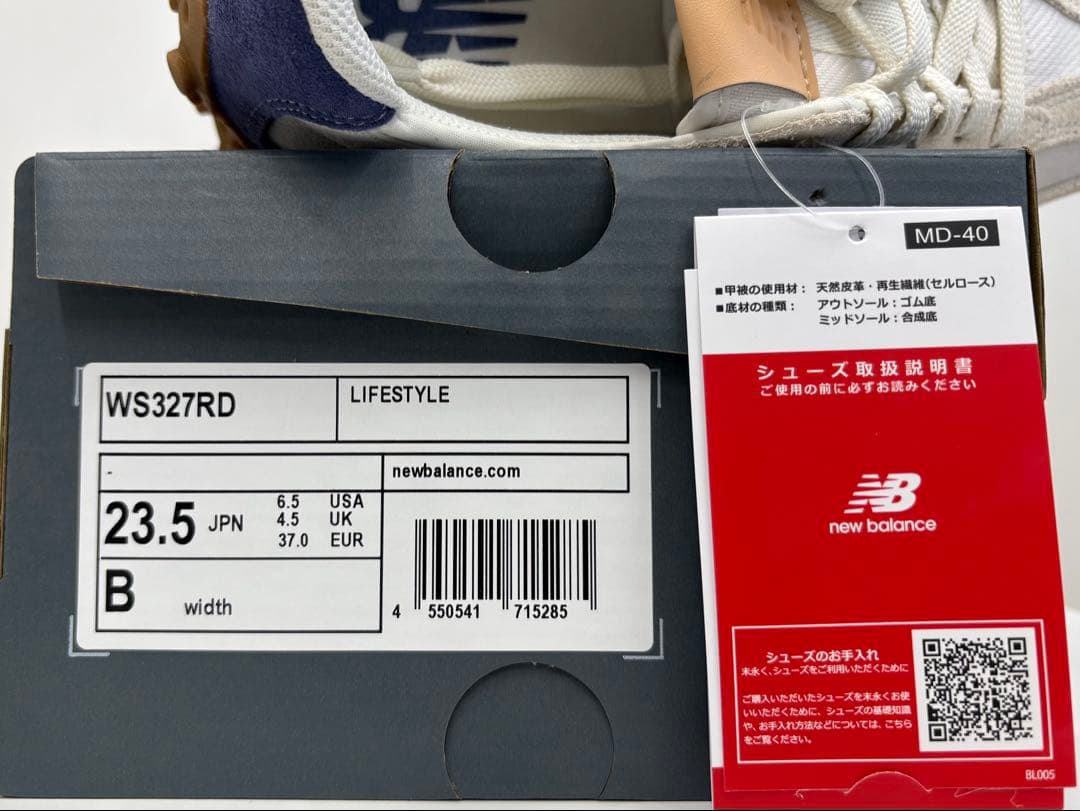 WS327RD
LIFESTYLE
-
newbalance.com
23.5 JPN
6.5 USA
4.5 UK
37.0 EUR
B width
4 550541 715285
MD-40
■甲被の使用材： 天然皮革・再生繊維(セルロース)
■底材の種類： アウトソール：ゴム底
ミッドソール：合成底
シューズ取扱説明書
ご使用の前に必ずお読みください
new balance
シューズのお手入れ
末永く、シューズをご利用いただくために
ご購入いただいたシューズを末永くお使
いいただくために、シューズの基礎知識
や、お手入れ方法などについては、こちら
をご覧ください。
BL005